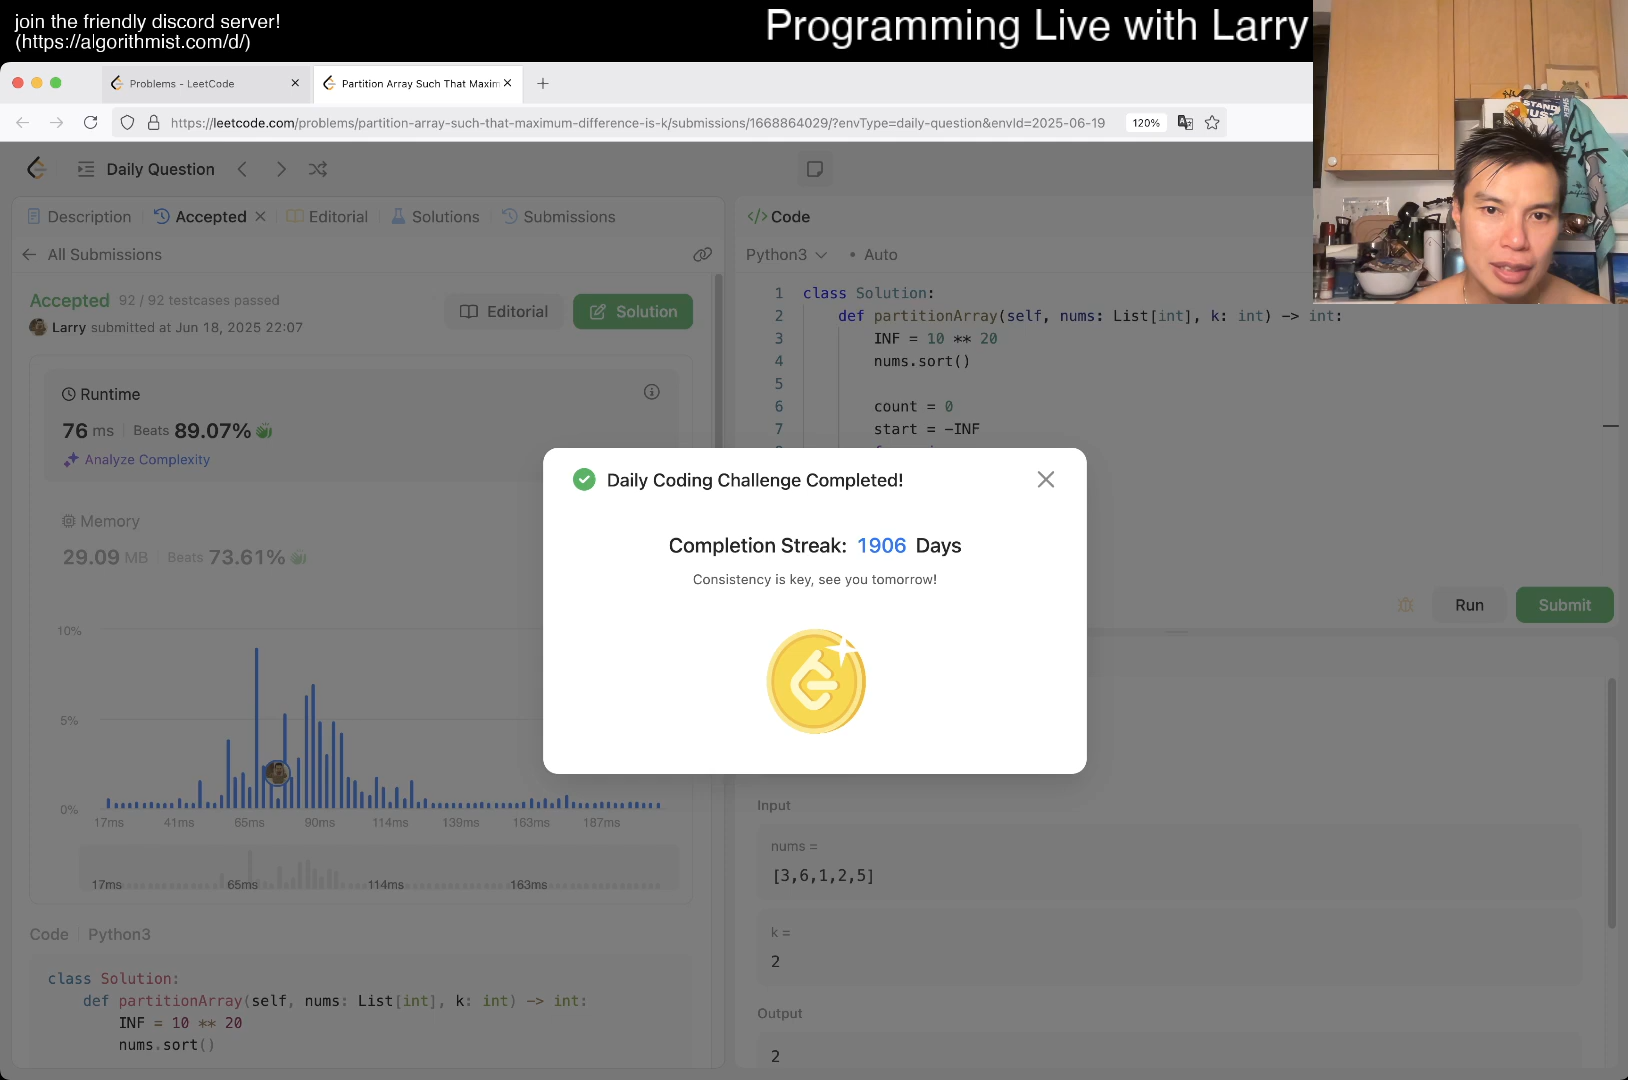 join the friendly discord server!
(https://algorithmist.com/d/)
Programming Live with Larry
Problems - LeetCode
Partition Array Such That Maxim
https://leetcode.com/problems/partition-array-such-that-maximum-difference-is-k/submissions/1668864029/?envType=daily-question&envId=2025-06-19
120%
Daily Question
Description
Accepted
Editorial
Solutions
Submissions
</> Code
All Submissions
Python3
• Auto
Accepted 92 / 92 testcases passed
Larry submitted at Jun 18, 2025 22:07
Editorial
Solution
Runtime
76 ms Beats 89.07%
Analyze Complexity
Memory
29.09 MB Beats 73.61%
10%
5%
0%
17ms 41ms 65ms 90ms 114ms 139ms 163ms 187ms
17ms 65ms 114ms 163ms
Code Python3
class Solution:
def partitionArray(self, nums: List[int], k: int) -> int:
INF = 10 ** 20
nums.sort()
1 class Solution:
2 def partitionArray(self, nums: List[int], k: int) -> int:
3 INF = 10 ** 20
4 nums.sort()
5
6 count = 0
7 start = -INF
Daily Coding Challenge Completed!
Completion Streak: 1906 Days
Consistency is key, see you tomorrow!
Run
Submit
Input
nums =
[3,6,1,2,5]
k =
2
Output
2
STAND